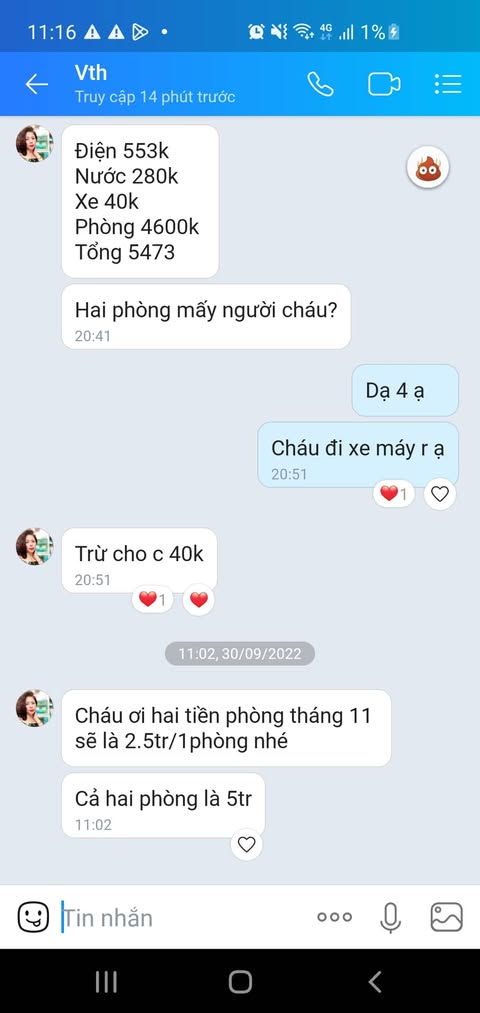 11:16
4G
1%
Vth
Truy cập 14 phút trước
Điện 553k
Nước 280k
Xe 40k
Phòng 4600k
Tổng 5473
Hai phòng mấy người cháu?
20:41
Dạ 4 ạ
Cháu đi xe máy r ạ
20:51
1
Trừ cho c 40k
20:51
1
11:02, 30/09/2022
Cháu ơi hai tiền phòng tháng 11
sẽ là 2.5tr/1phòng nhé
Cả hai phòng là 5tr
11:02
Tin nhắn